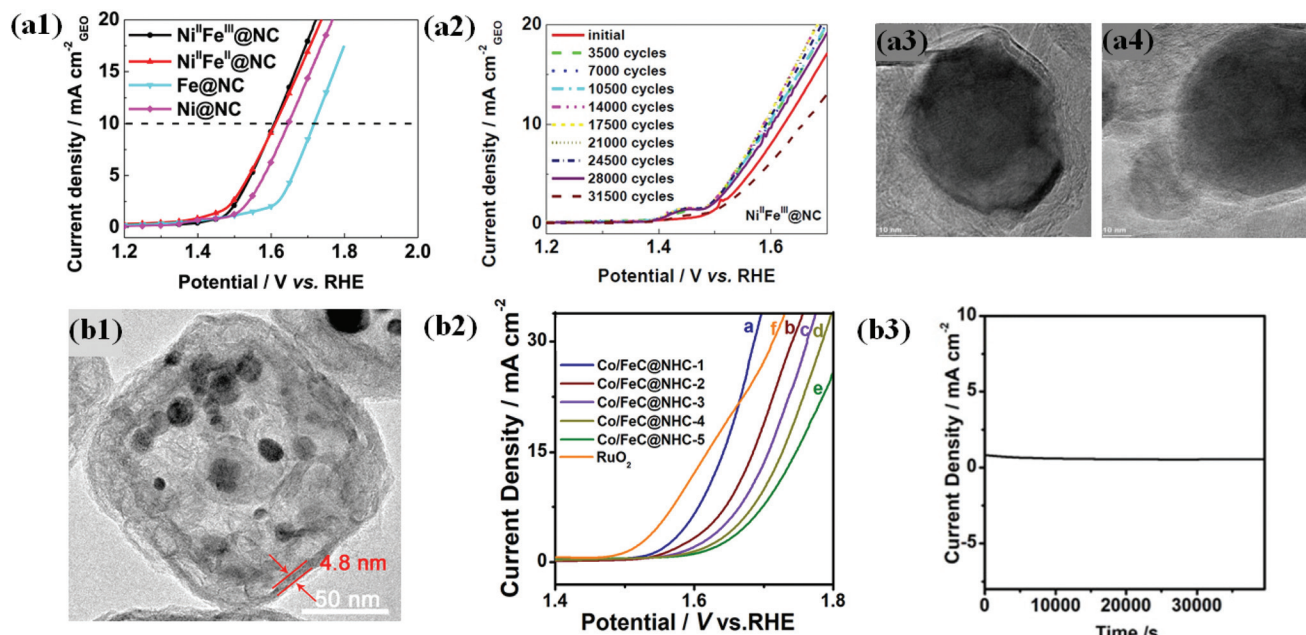 (a1)
20
15
10
5
0
Current density / mA cm⁻²GEO
NiᴵᴵFeᴵᴵᴵ@NC
NiᴵᴵFeᴵᴵ@NC
Fe@NC
Ni@NC
1.2 1.4 1.6 1.8 2.0
Potential / V vs. RHE
(a2)
20
10
0
Current density / mA cm⁻²GEO
initial
3500 cycles
7000 cycles
10500 cycles
14000 cycles
17500 cycles
21000 cycles
24500 cycles
28000 cycles
31500 cycles
NiᴵᴵFeᴵᴵᴵ@NC
1.2 1.4 1.6
Potential / V vs. RHE
(a3)
10 nm
(a4)
10 nm
(b1)
4.8 nm
50 nm
(b2)
30
15
0
Current Density / mA cm⁻²
a f b c d
e
Co/FeC@NHC-1
Co/FeC@NHC-2
Co/FeC@NHC-3
Co/FeC@NHC-4
Co/FeC@NHC-5
RuO₂
1.4 1.5 1.6 1.7 1.8
Potential / V vs.RHE
(b3)
10
5
0
-5
Current Density / mA cm⁻²
0 10000 20000 30000
Time /s